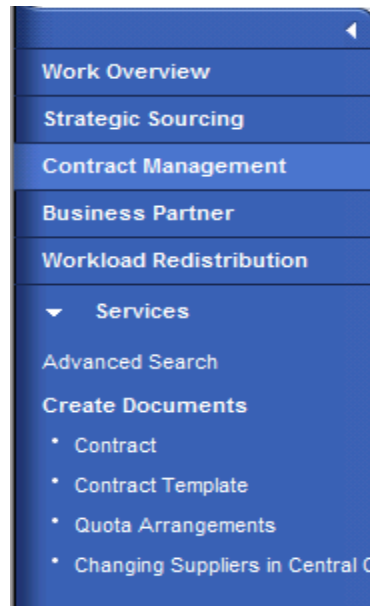 Work Overview
Strategic Sourcing
Contract Management
Business Partner
Workload Redistribution
Services
Advanced Search
Create Documents
• Contract
• Contract Template
• Quota Arrangements
• Changing Suppliers in Central